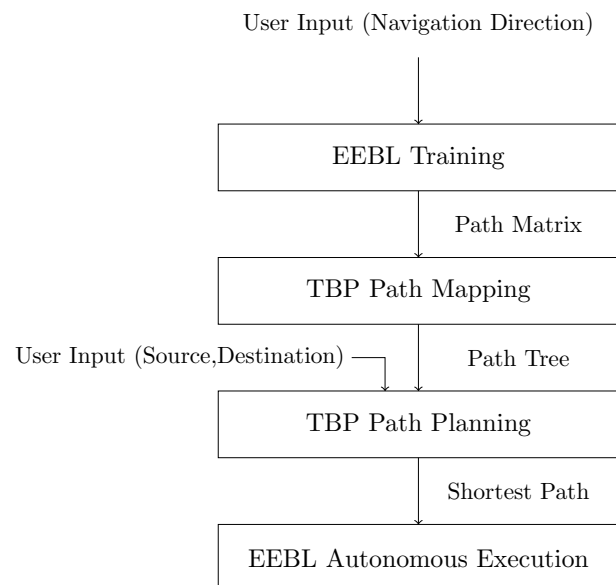 User Input (Navigation Direction)
EEBL Training
Path Matrix
TBP Path Mapping
User Input (Source,Destination)
Path Tree
TBP Path Planning
Shortest Path
EEBL Autonomous Execution